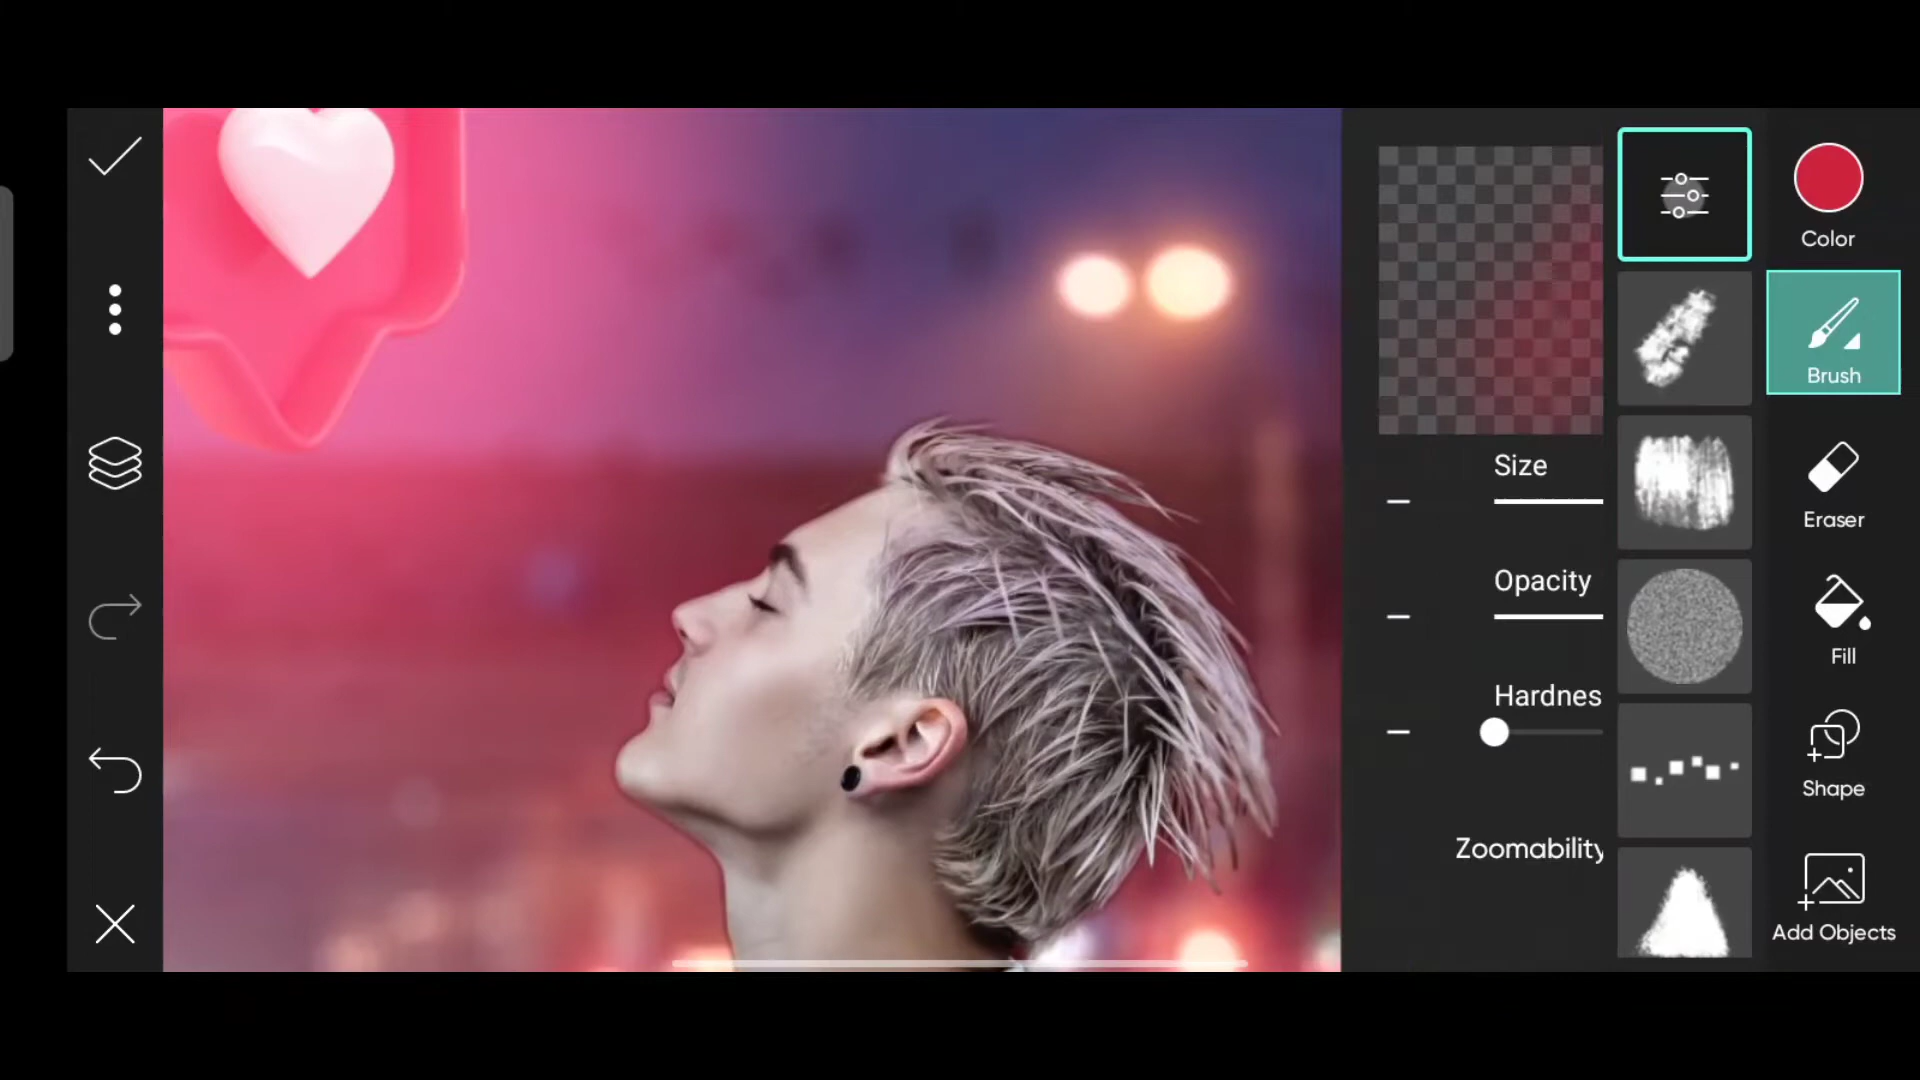 Size
Opacity
Hardnes
Zoomability
Color
Brush
Eraser
Fill
Shape
Add Objects